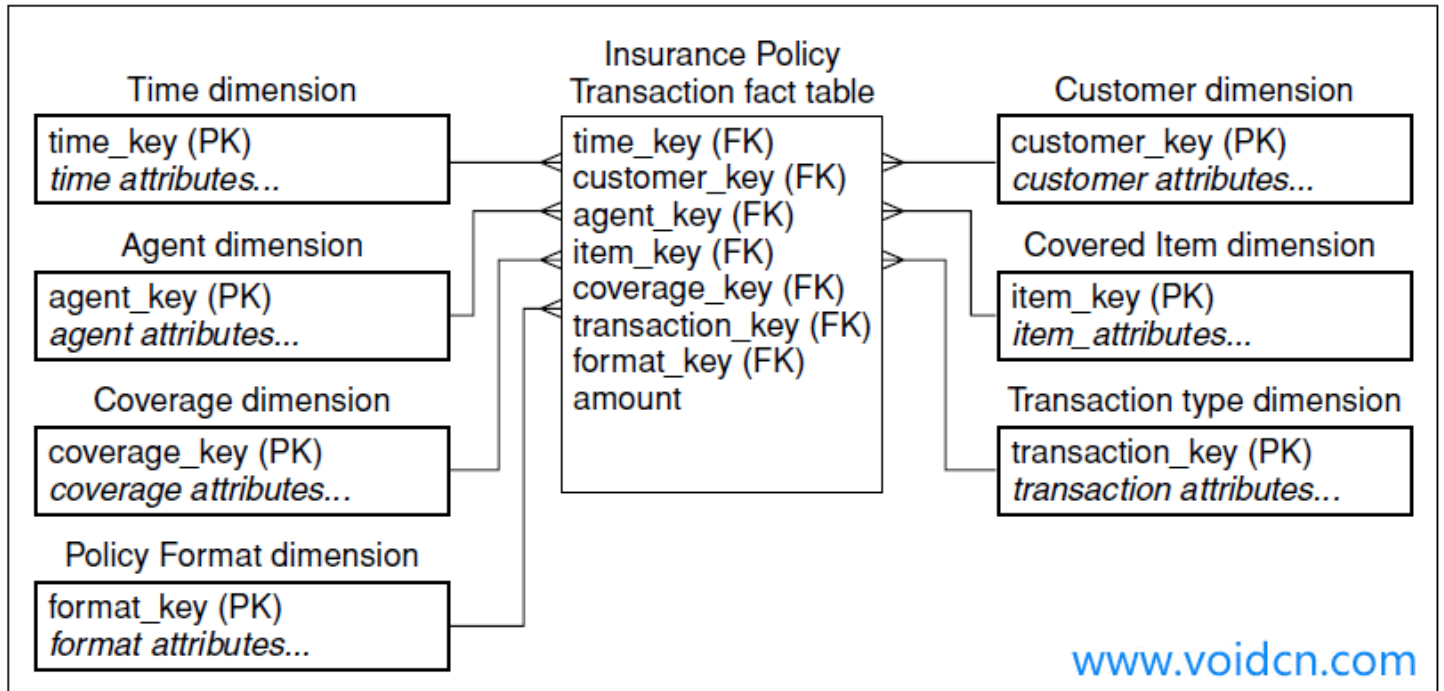 Insurance Policy
Transaction fact table
Time dimension
time_key (PK)
time attributes...
Agent dimension
agent_key (PK)
agent attributes...
Coverage dimension
coverage_key (PK)
coverage attributes...
Policy Format dimension
format_key (PK)
format attributes...
time_key (FK)
customer_key (FK)
agent_key (FK)
item_key (FK)
coverage_key (FK)
transaction_key (FK)
format_key (FK)
amount
Customer dimension
customer_key (PK)
customer attributes...
Covered Item dimension
item_key (PK)
item_attributes...
Transaction type dimension
transaction_key (PK)
transaction attributes...
www.voidcn.com